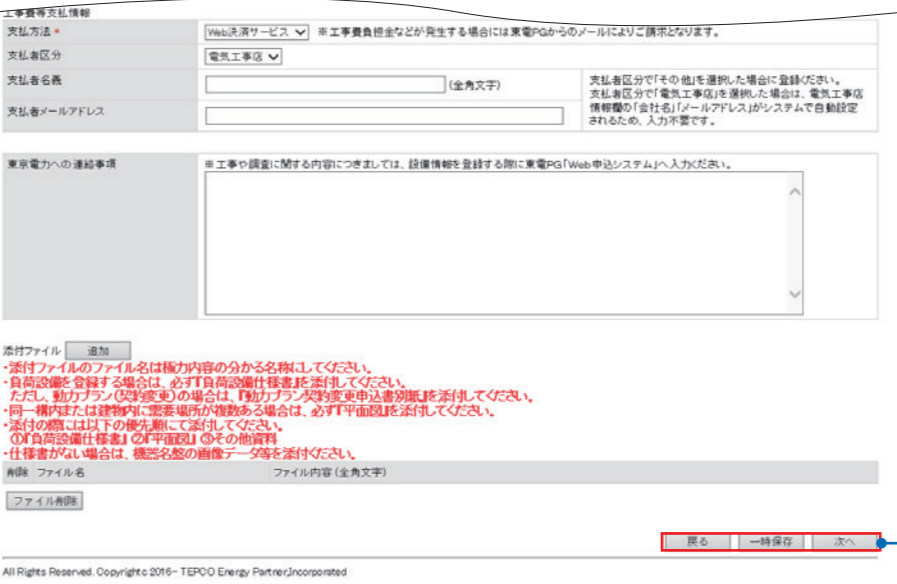 工事費等支払情報
支払方法 * Web決済サービス ※工事費負担金などが発生する場合には東電PGからのメールによりご請求となります。
支払者区分 電気工事店
支払者名義 (全角文字) 支払者区分で「その他」を選択した場合に登録ください。
支払者区分で「電気工事店」を選択した場合は、電気工事店
情報欄の「会社名」「メールアドレス」がシステムで自動設定
されるため、入力不要です。
支払者メールアドレス
東京電力への連絡事項 ※工事や調査に関する内容につきましては、設備情報を登録する際に東電PG「Web申込システム」へ入力ください。
添付ファイル 追加
・添付ファイルのファイル名は極力内容の分かる名称にしてください。
・負荷設備を登録する場合は、必ず『負荷設備仕様書』を添付してください。
ただし、動力プラン(契約変更)の場合は、『動力プラン契約変更申込書別紙』を添付してください。
・同一構内または建物内に需要場所が複数ある場合は、必ず『平面図』を添付してください。
・添付の際には以下の優先順にて添付してください。
①『負荷設備仕様書』 ②『平面図』 ③その他資料
・仕様書がない場合は、機器名盤の画像データ等を添付ください。
削除 ファイル名 ファイル内容(全角文字)
ファイル削除
戻る 一時保存 次へ
All Rights Reserved. Copyrights 2016- TEPCO Energy Partner,Incorporated